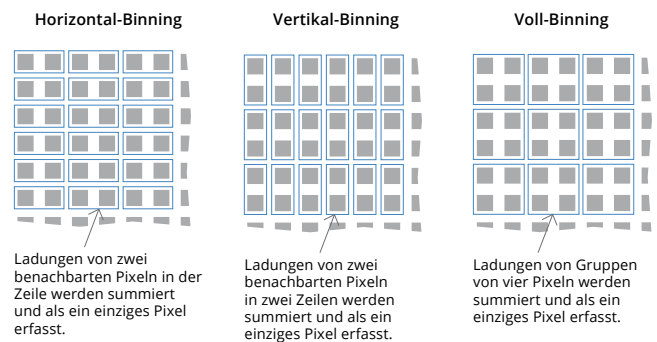 Horizontal-Binning
Vertikal-Binning
Voll-Binning
Ladungen von zwei
benachbarten Pixeln in der
Zeile werden summiert
und als ein einziges Pixel
erfasst.
Ladungen von zwei
benachbarten Pixeln
in zwei Zeilen werden
summiert und als ein
einziges Pixel erfasst.
Ladungen von Gruppen
von vier Pixeln werden
summiert und als ein
einziges Pixel erfasst.